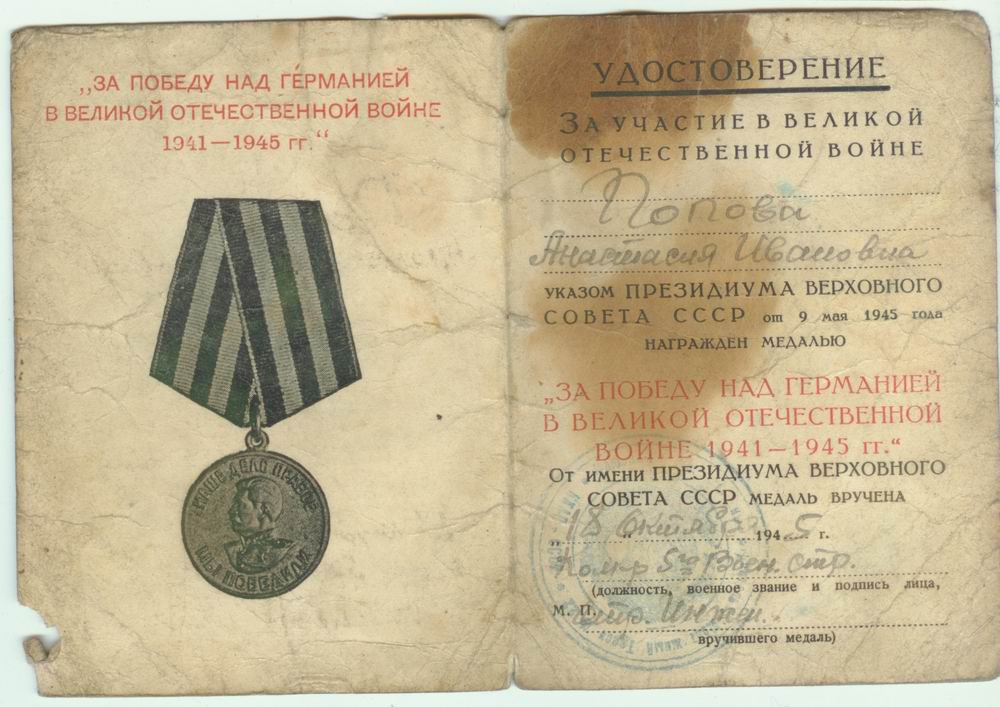 „ЗА ПОБЕДУ НАД ГЕРМАНИЕЙ
В ВЕЛИКОЙ ОТЕЧЕСТВЕННОЙ ВОЙНЕ
1941—1945 гг.“
НАШЕ ДЕЛО ПРАВОЕ
МЫ ПОБЕДИЛИ
УДОСТОВЕРЕНИЕ
ЗА УЧАСТИЕ В ВЕЛИКОЙ
ОТЕЧЕСТВЕННОЙ ВОЙНЕ
Попова
Анастасия Ивановна
УКАЗОМ ПРЕЗИДИУМА ВЕРХОВНОГО
СОВЕТА СССР от 9 мая 1945 года
НАГРАЖДЕН МЕДАЛЬЮ
„ЗА ПОБЕДУ НАД ГЕРМАНИЕЙ
В ВЕЛИКОЙ ОТЕЧЕСТВЕННОЙ
ВОЙНЕ 1941—1945 гг.“
ОТ ИМЕНИ ПРЕЗИДИУМА ВЕРХОВНОГО
СОВЕТА СССР МЕДАЛЬ ВРУЧЕНА
„18 октября 1945 г.
стр.
(должность, военное звание и подпись лица,
М. П.
вручившего медаль)